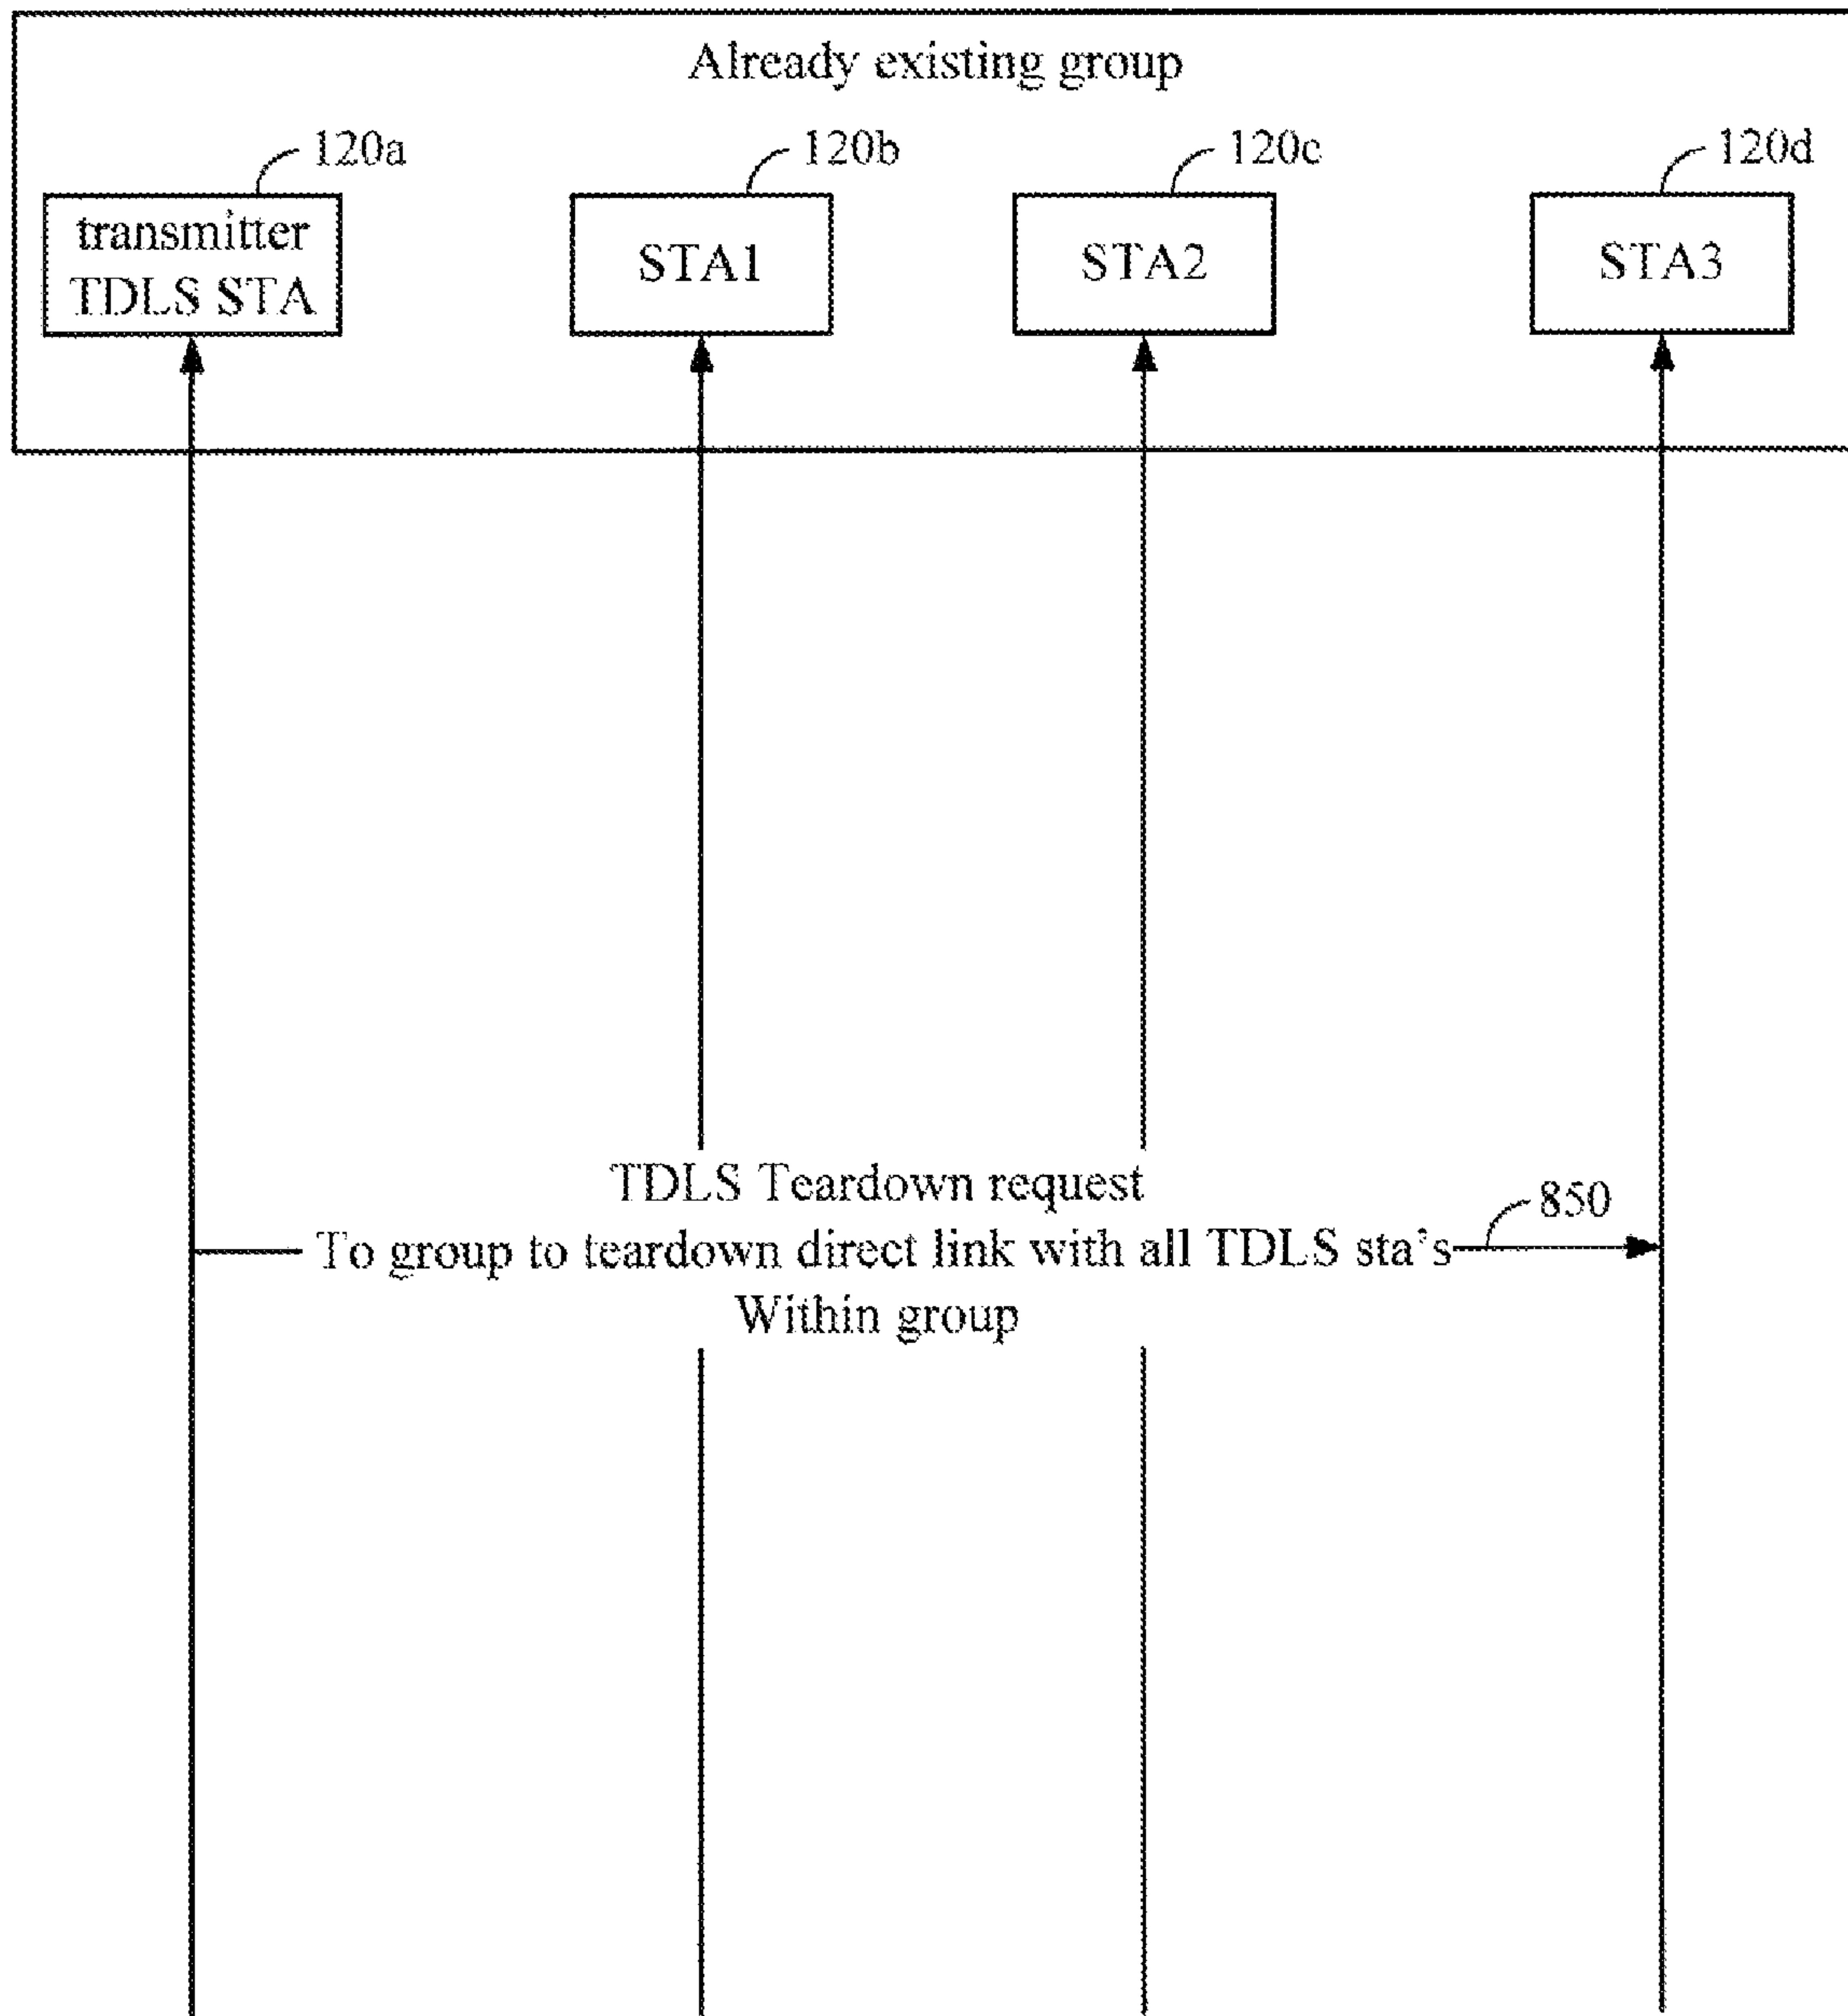 Already existing group
120a
120b
120c
120d
transmitter
TDLS STA
STA1
STA2
STA3
TDLS Teardown request
850
To group to teardown direct link with all TDLS sta's
Within group